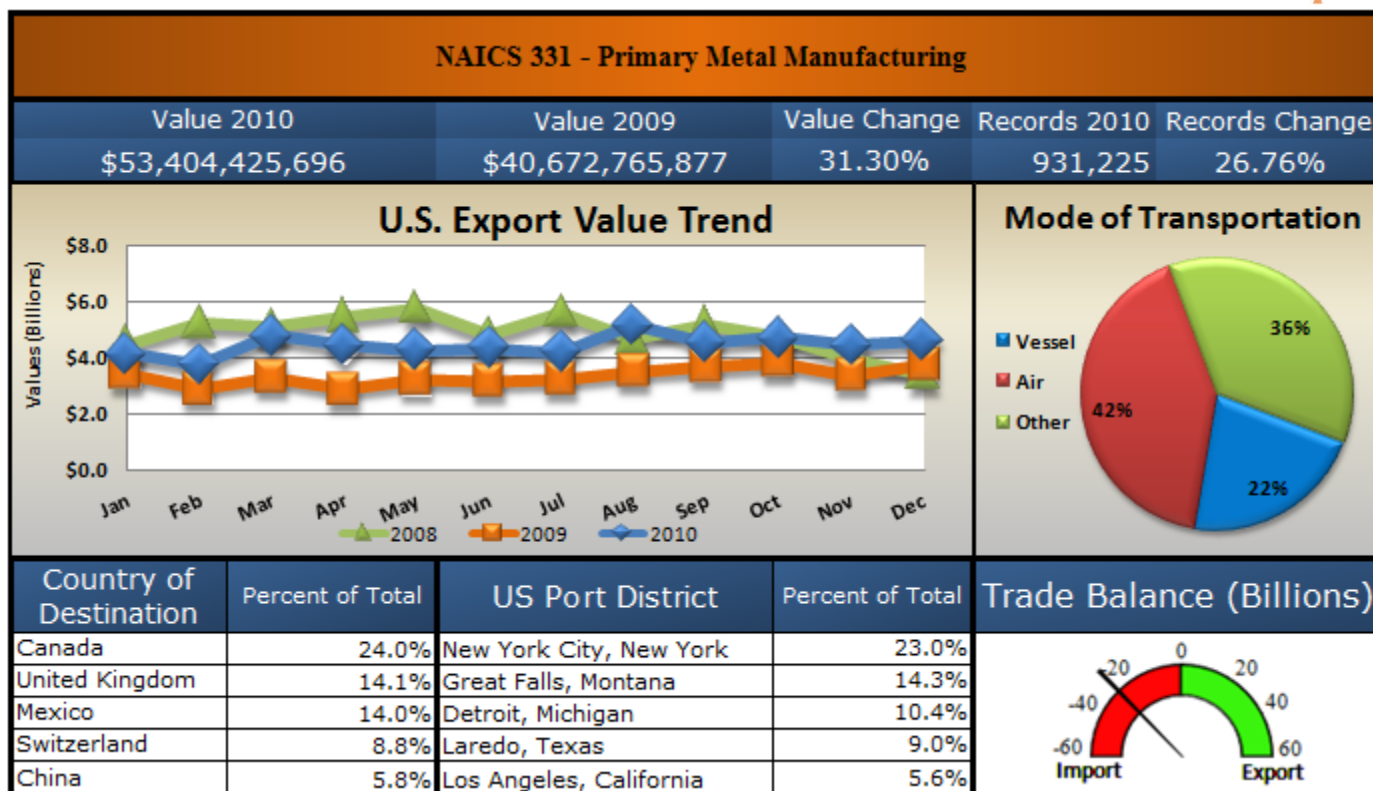 NAICS 331 - Primary Metal Manufacturing
Value 2010 Value 2009 Value Change Records 2010 Records Change
$53,404,425,696 $40,672,765,877 31.30% 931,225 26.76%
U.S. Export Value Trend
Values (Billions)
$8.0
$6.0
$4.0
$2.0
$0.0
Jan Feb Mar Apr May Jun Jul Aug Sep Oct Nov Dec
2008 2009 2010
Mode of Transportation
Vessel
Air
Other
36%
42%
22%
Country of
Destination
Percent of Total US Port District Percent of Total
Canada 24.0% New York City, New York 23.0%
United Kingdom 14.1% Great Falls, Montana 14.3%
Mexico 14.0% Detroit, Michigan 10.4%
Switzerland 8.8% Laredo, Texas 9.0%
China 5.8% Los Angeles, California 5.6%
Trade Balance (Billions)
0
-20 20
-40 40
-60 60
Import Export